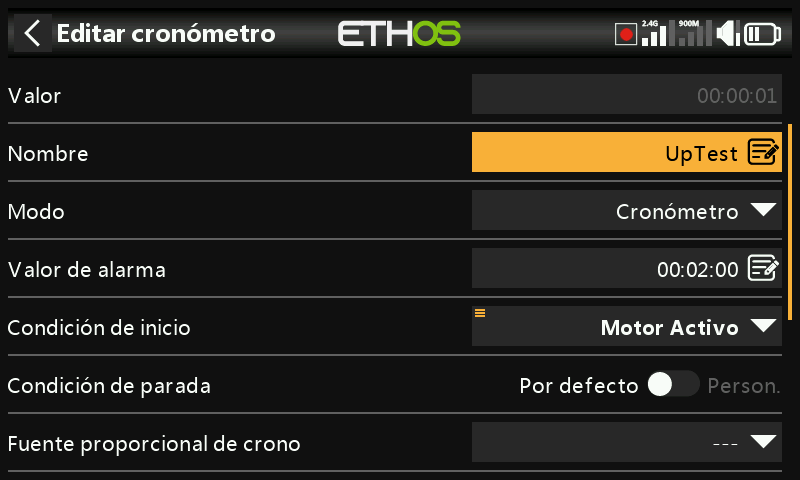 Editar cronómetro
ETHOS
2.4G
900M
Valor
00:00:01
Nombre
UpTest
Modo
Cronómetro
Valor de alarma
00:02:00
Condición de inicio
Motor Activo
Condición de parada
Por defecto
Person.
Fuente proporcional de crono
---